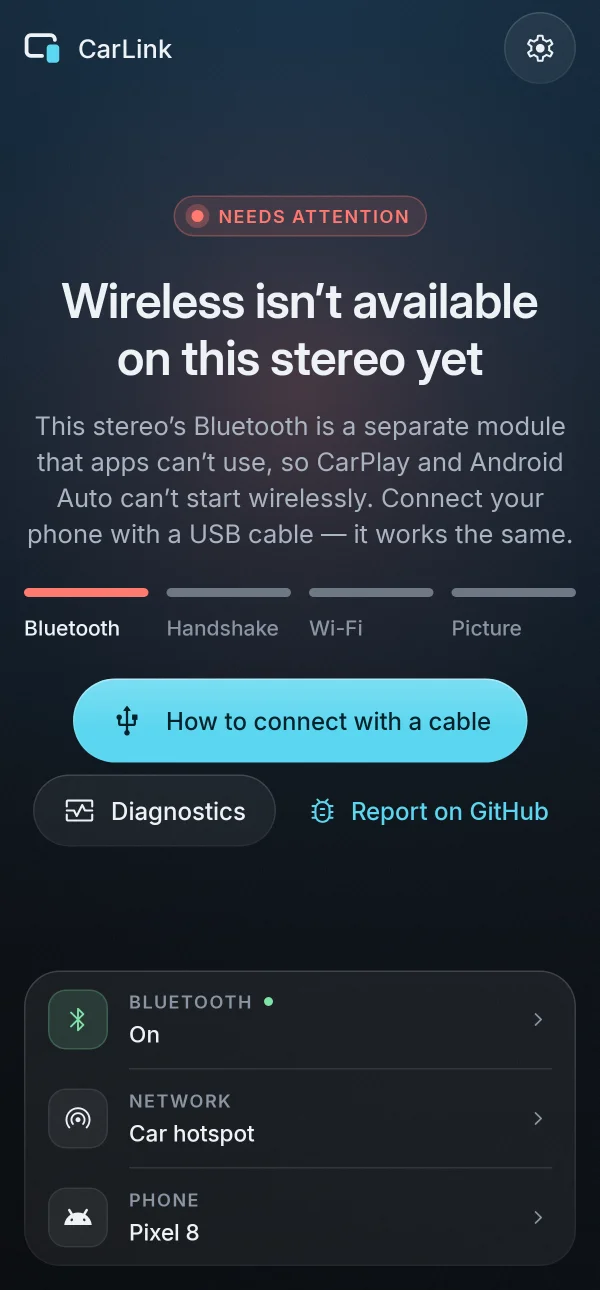 CarLink
NEEDS ATTENTION
Wireless isn’t available
on this stereo yet
This stereo’s Bluetooth is a separate module
that apps can’t use, so CarPlay and Android
Auto can’t start wirelessly. Connect your
phone with a USB cable — it works the same.
Bluetooth Handshake Wi-Fi Picture
How to connect with a cable
Diagnostics Report on GitHub
BLUETOOTH
On
NETWORK
Car hotspot
PHONE
Pixel 8